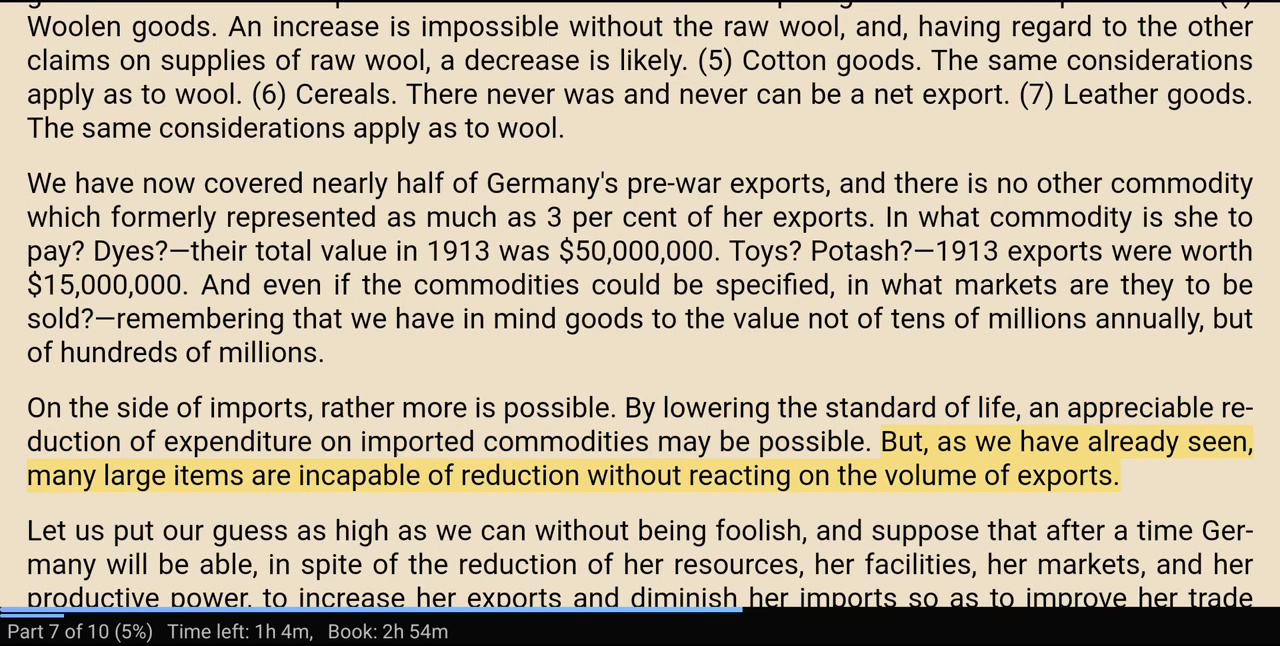 Woolen goods. An increase is impossible without the raw wool, and, having regard to the other
claims on supplies of raw wool, a decrease is likely. (5) Cotton goods. The same considerations
apply as to wool. (6) Cereals. There never was and never can be a net export. (7) Leather goods.
The same considerations apply as to wool.
We have now covered nearly half of Germany's pre-war exports, and there is no other commodity
which formerly represented as much as 3 per cent of her exports. In what commodity is she to
pay? Dyes?—their total value in 1913 was $50,000,000. Toys? Potash?—1913 exports were worth
$15,000,000. And even if the commodities could be specified, in what markets are they to be
sold?—remembering that we have in mind goods to the value not of tens of millions annually, but
of hundreds of millions.
On the side of imports, rather more is possible. By lowering the standard of life, an appreciable re-
duction of expenditure on imported commodities may be possible. But, as we have already seen,
many large items are incapable of reduction without reacting on the volume of exports.
Let us put our guess as high as we can without being foolish, and suppose that after a time Ger-
many will be able, in spite of the reduction of her resources, her facilities, her markets, and her
productive power, to increase her exports and diminish her imports so as to improve her trade
Part 7 of 10 (5%) Time left: 1h 4m, Book: 2h 54m